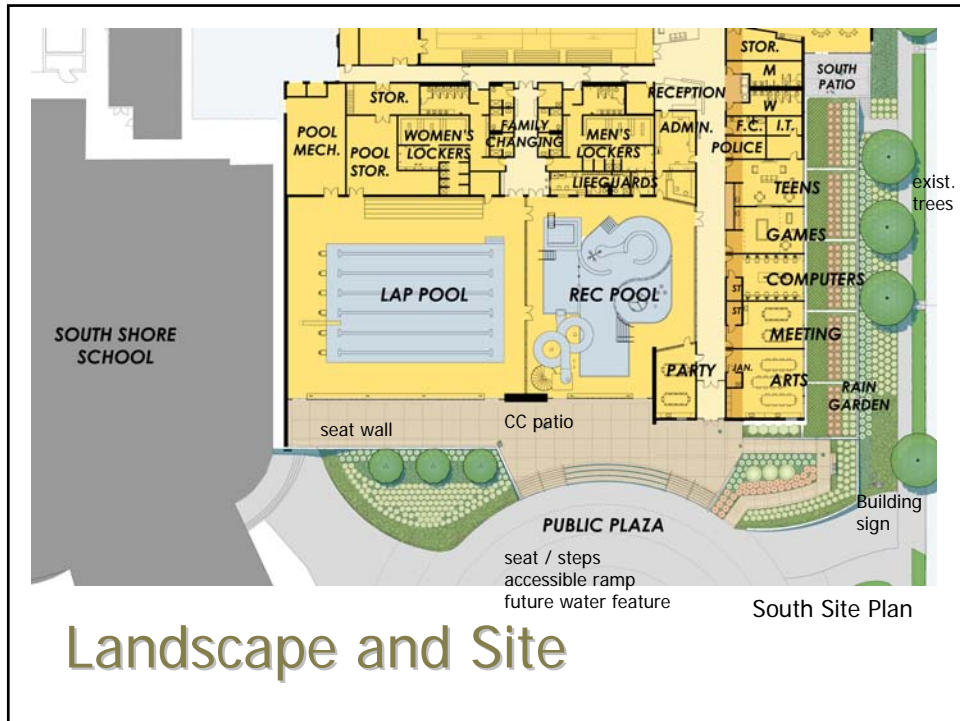 STOR.
M
SOUTH
PATIO
W
RECEPTION
STOR.
POOL
MECH.
POOL
STOR.
WOMEN'S
LOCKERS
FAMILY
CHANGING
MEN'S
LOCKERS
LIFEGUARDS
ADMIN.
F.C.
I.T.
POLICE
TEENS
exist.
trees
GAMES
COMPUTERS
LAP POOL
REC POOL
ST
ST
MEETING
SOUTH SHORE
SCHOOL
PARTY
JAN.
ARTS
RAIN
GARDEN
seat wall
CC patio
Building
sign
PUBLIC PLAZA
seat / steps
accessible ramp
future water feature
South Site Plan
Landscape and Site